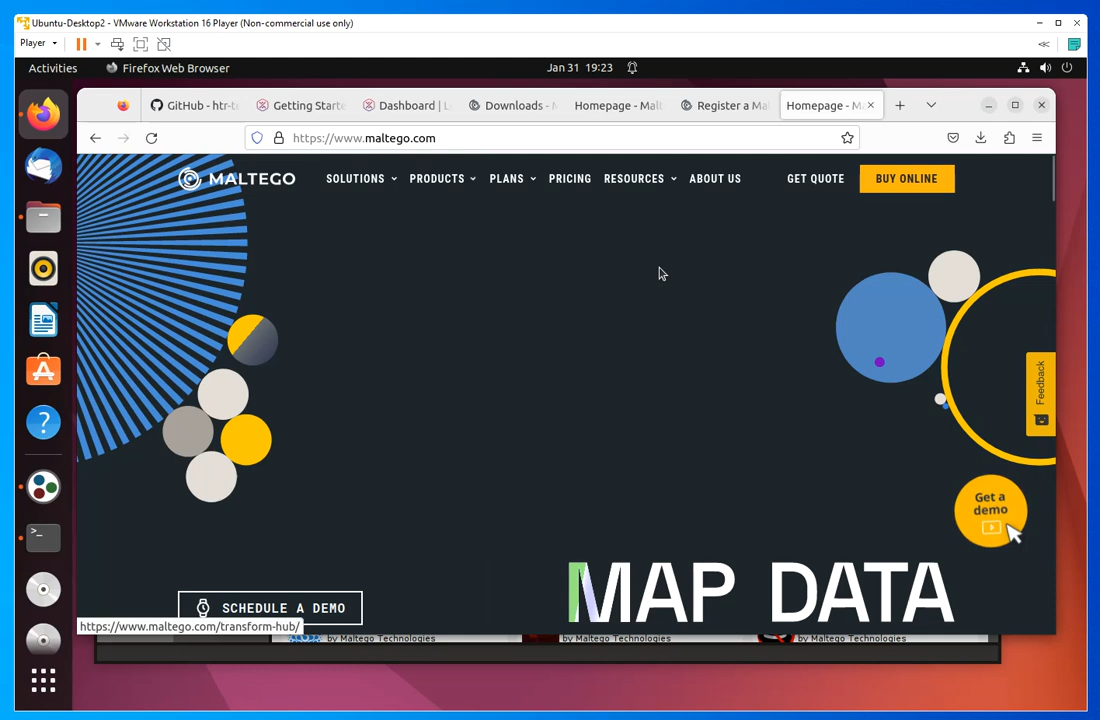 Ubuntu-Desktop2 - VMware Workstation 16 Player (Non-commercial use only)
Player
Activities
Firefox Web Browser
Jan 31 19:23
GitHub - htr-t
Getting Starte
Dashboard | L
Downloads - M
Homepage - Mal
Register a Ma
Homepage - M
https://www.maltego.com
MALTEGO
SOLUTIONS
PRODUCTS
PLANS
PRICING
RESOURCES
ABOUT US
GET QUOTE
BUY ONLINE
Feedback
Get a
demo
MAP DATA
SCHEDULE A DEMO
https://www.maltego.com/transform-hub/
by Maltego Technologies
by Maltego Technologies
by Maltego Technologies